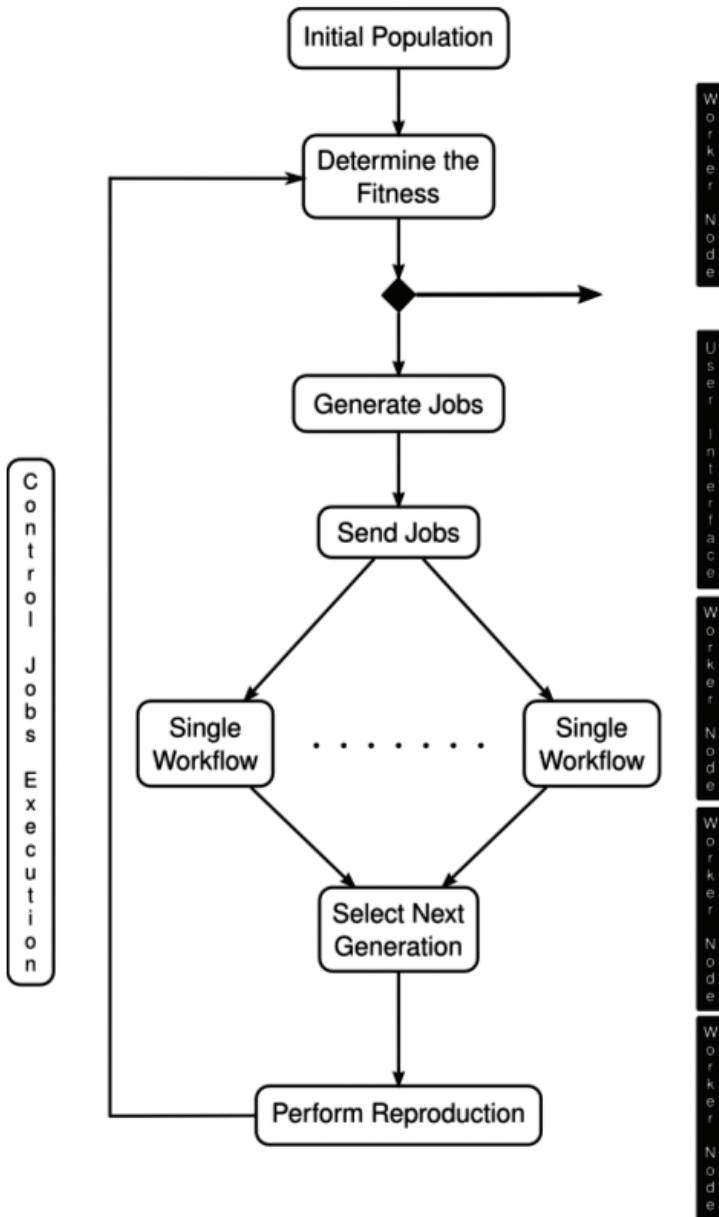 Initial Population
Determine the
Fitness
Generate Jobs
Send Jobs
Single
Workflow
. . . . . . .
Single
Workflow
Select Next
Generation
Perform Reproduction
Control Jobs Execution
Worker Node
User Interface
Worker Node
Worker Node
Worker Node